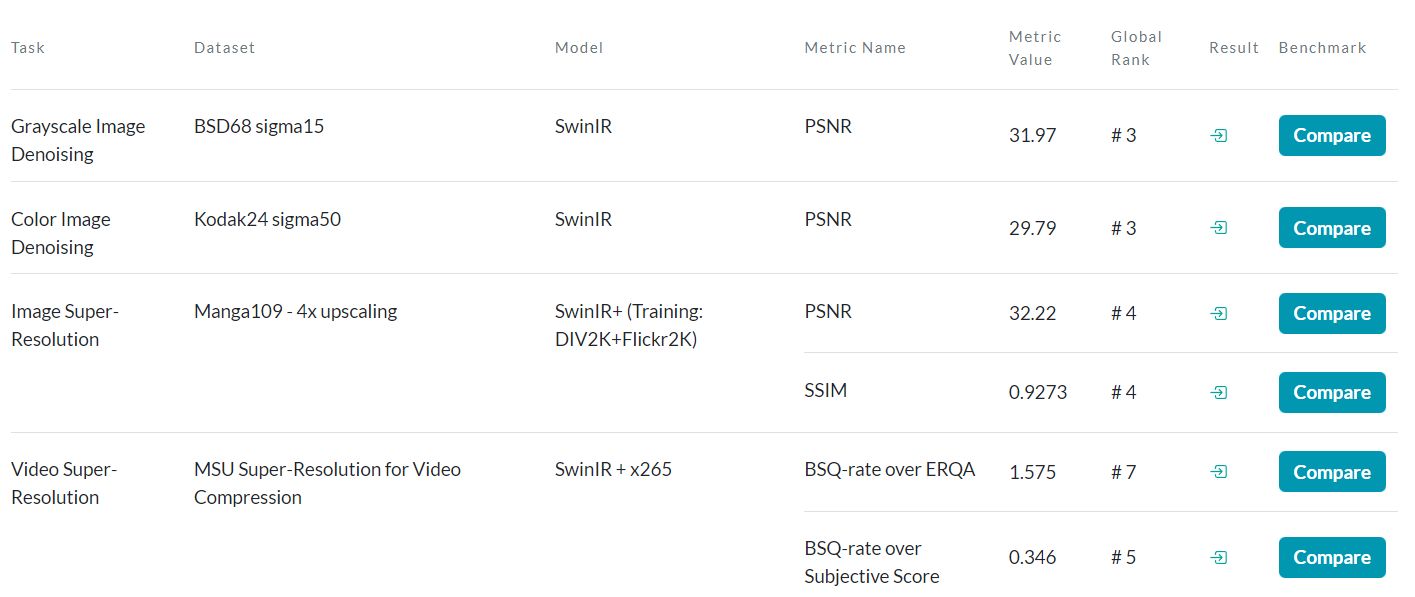 Task Dataset Model Metric Name Metric Value Global Rank Result Benchmark
Grayscale Image Denoising BSD68 sigma15 SwinIR PSNR 31.97 # 3 Compare
Color Image Denoising Kodak24 sigma50 SwinIR PSNR 29.79 # 3 Compare
Image Super-Resolution Manga109 - 4x upscaling SwinIR+ (Training: DIV2K+Flickr2K) PSNR 32.22 # 4 Compare
SSIM 0.9273 # 4 Compare
Video Super-Resolution MSU Super-Resolution for Video Compression SwinIR + x265 BSQ-rate over ERQA 1.575 # 7 Compare
BSQ-rate over Subjective Score 0.346 # 5 Compare